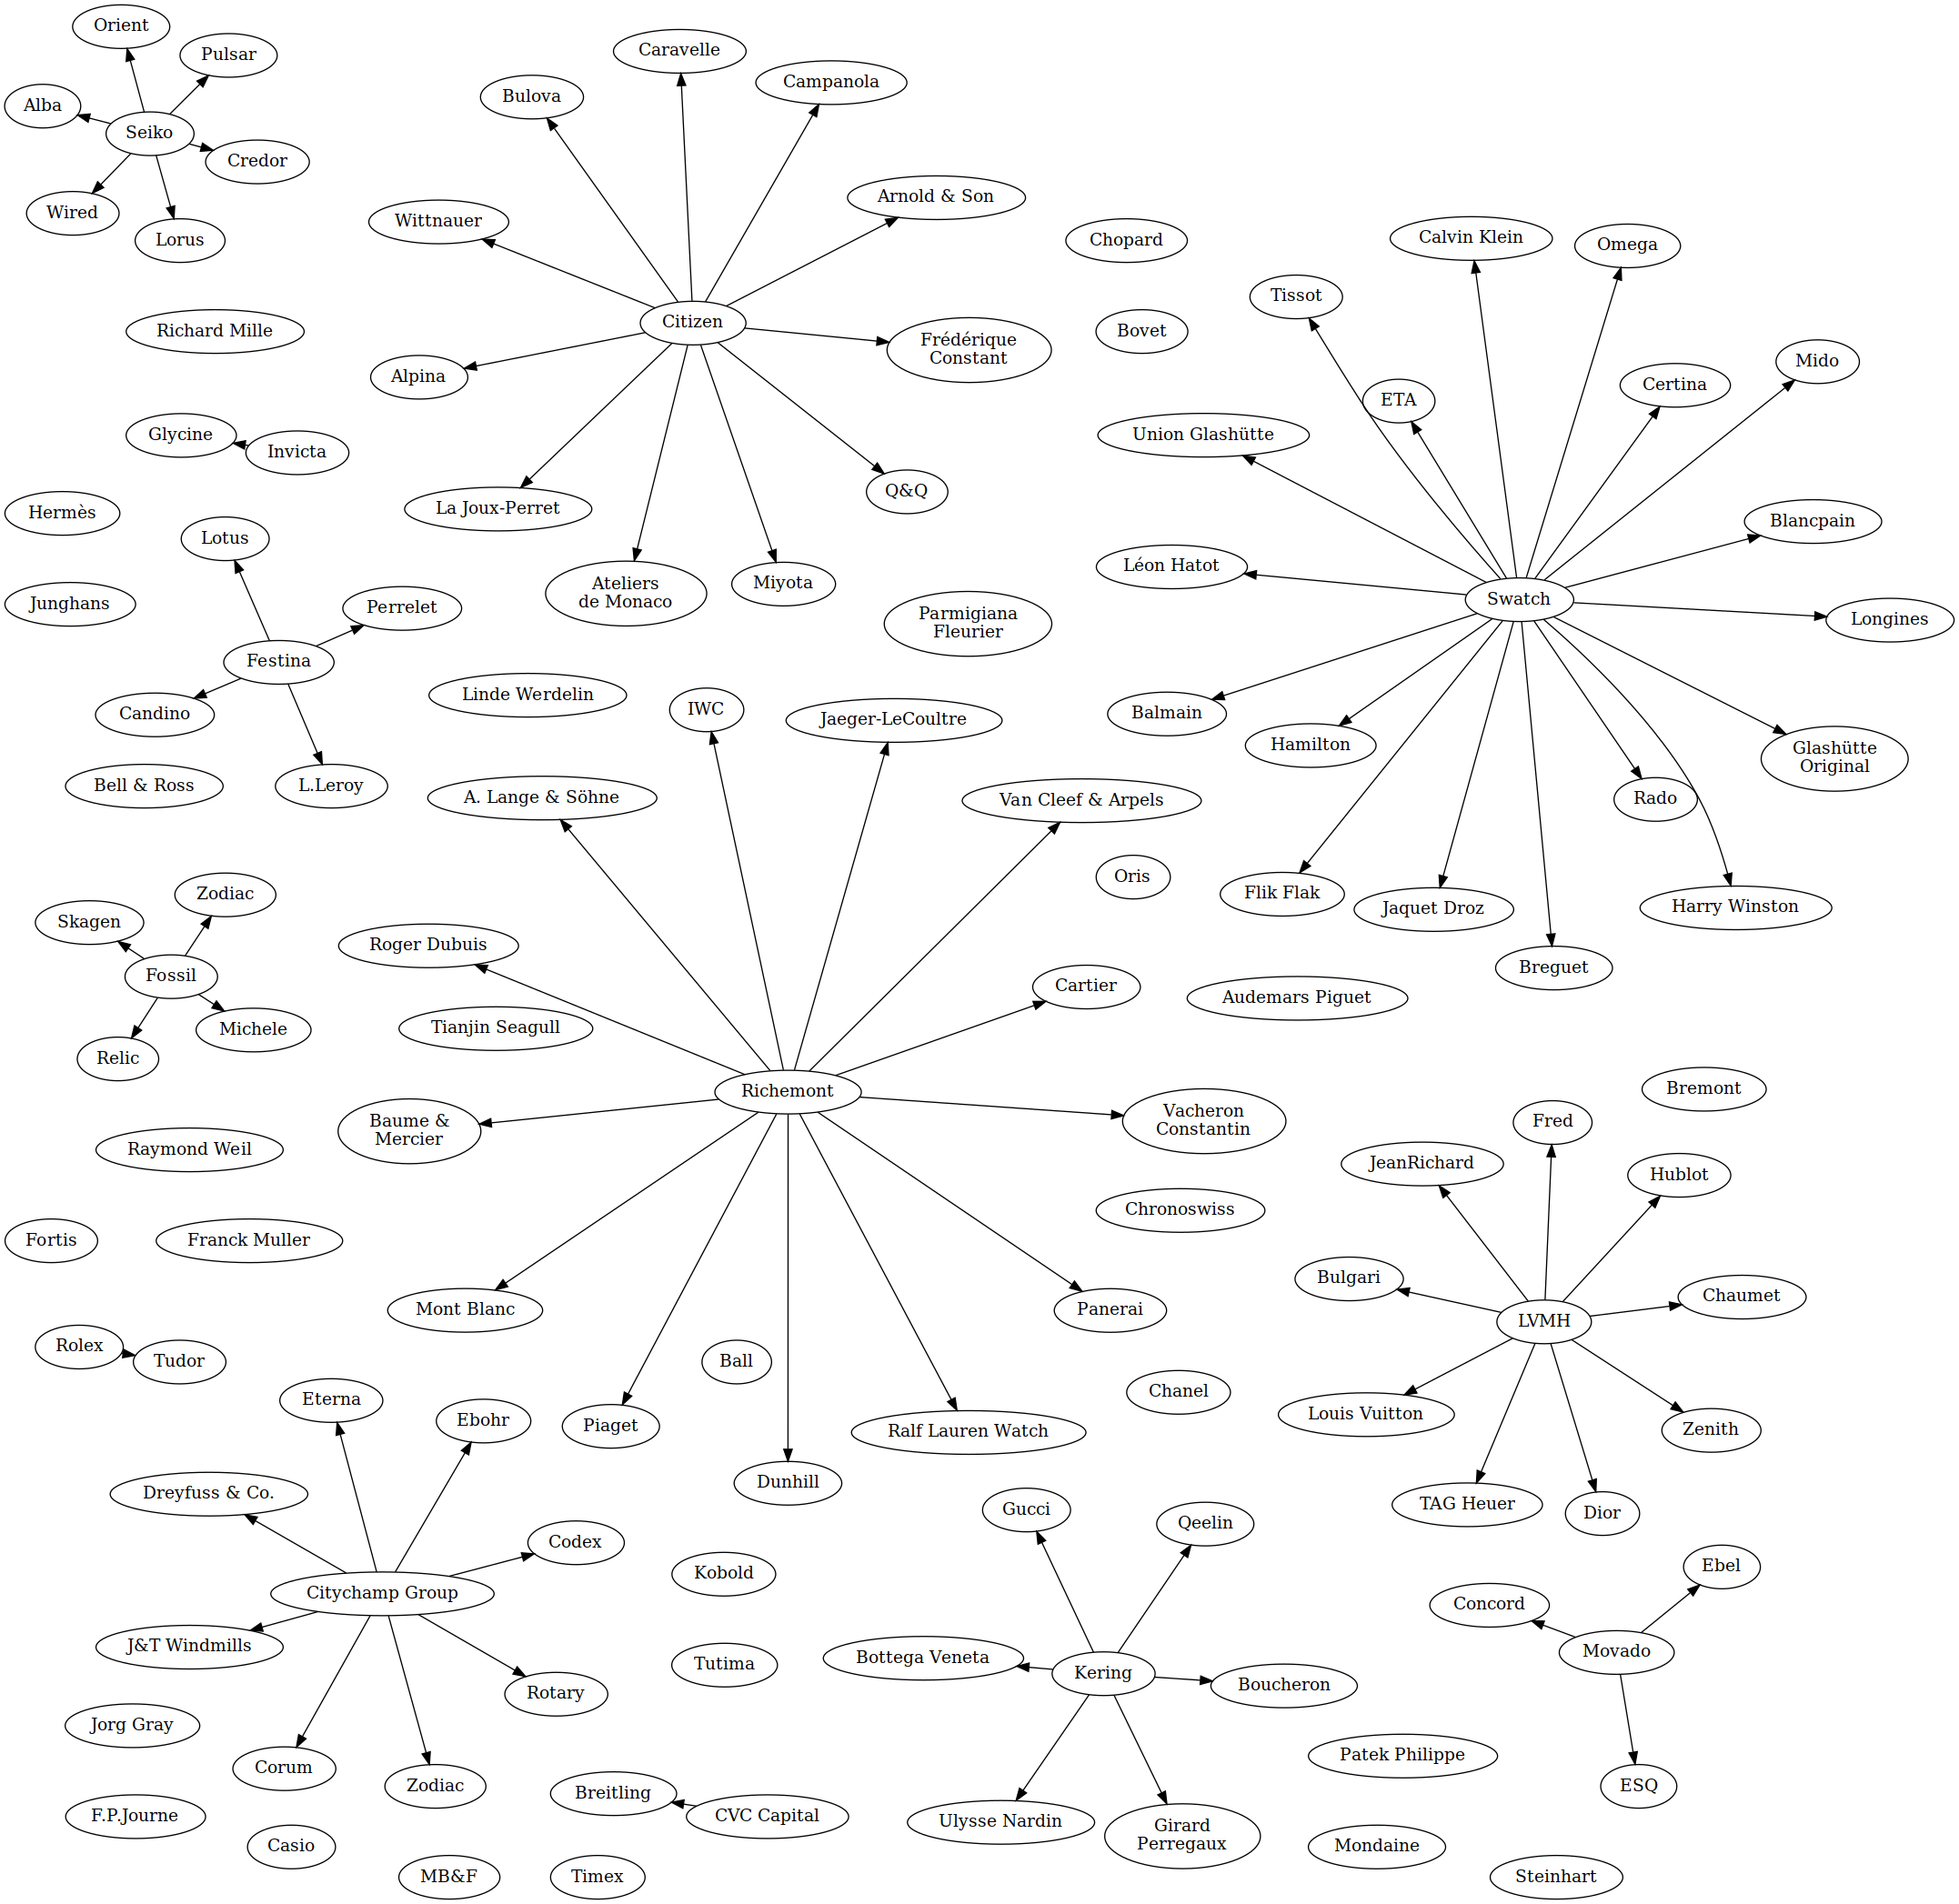 Orient
Pulsar
Alba
Seiko
Credor
Wired
Lorus
Caravelle
Campanola
Bulova
Arnold & Son
Wittnauer
Citizen
Frédérique
Constant
Alpina
Q&Q
La Joux-Perret
Ateliers
de Monaco
Miyota
Chopard
Bovet
Calvin Klein
Omega
Tissot
Mido
Certina
ETA
Union Glashütte
Blancpain
Léon Hatot
Swatch
Longines
Balmain
Hamilton
Glashütte
Original
Rado
Flik Flak
Jaquet Droz
Harry Winston
Breguet
Richard Mille
Glycine
Invicta
Hermès
Lotus
Junghans
Perrelet
Festina
Candino
L.Leroy
Bell & Ross
Parmigiana
Fleurier
Linde Werdelin
IWC
Jaeger-LeCoultre
A. Lange & Söhne
Van Cleef & Arpels
Oris
Roger Dubuis
Cartier
Audemars Piguet
Tianjin Seagull
Richemont
Baume &
Mercier
Vacheron
Constantin
Chronoswiss
Mont Blanc
Panerai
Ball
Piaget
Ralf Lauren Watch
Dunhill
Chanel
Zodiac
Skagen
Fossil
Michele
Relic
Raymond Weil
Fortis
Franck Muller
Rolex
Tudor
Bremont
Fred
JeanRichard
Hublot
Bulgari
Chaumet
LVMH
Louis Vuitton
Zenith
TAG Heuer
Dior
Eterna
Ebohr
Dreyfuss & Co.
Codex
Citychamp Group
J&T Windmills
Rotary
Corum
Zodiac
Jorg Gray
F.P.Journe
Casio
MB&F
Timex
Breitling
CVC Capital
Kobold
Tutima
Gucci
Qeelin
Bottega Veneta
Kering
Boucheron
Ulysse Nardin
Girard
Perregaux
Ebel
Concord
Movado
ESQ
Patek Philippe
Mondaine
Steinhart